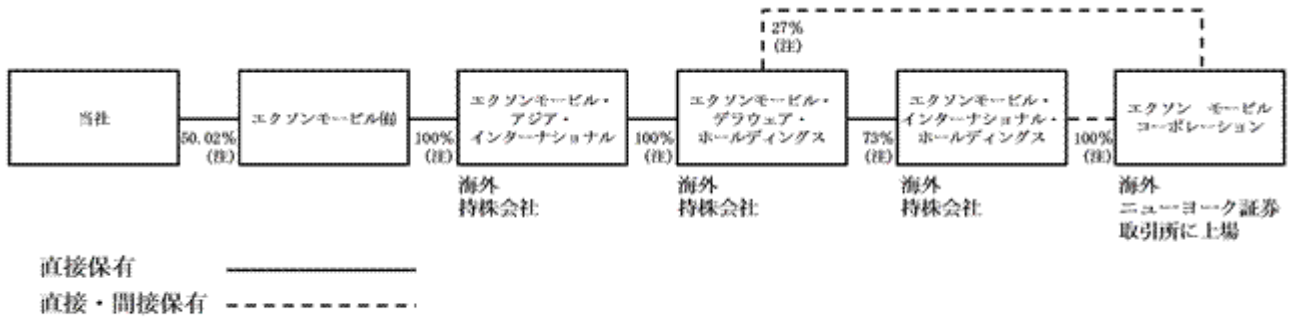 27%
(注)
当社
50.02%
(注)
エクソンモービル㈲
100%
(注)
エクソンモービル・
アジア・
インターナショナル
海外
持株会社
100%
(注)
エクソンモービル・
デラウェア・
ホールディングス
海外
持株会社
73%
(注)
エクソンモービル・
インターナショナル・
ホールディングス
海外
持株会社
100%
(注)
エクソン モービル
コーポレーション
海外
ニューヨーク証券
取引所に上場
直接保有
直接・間接保有